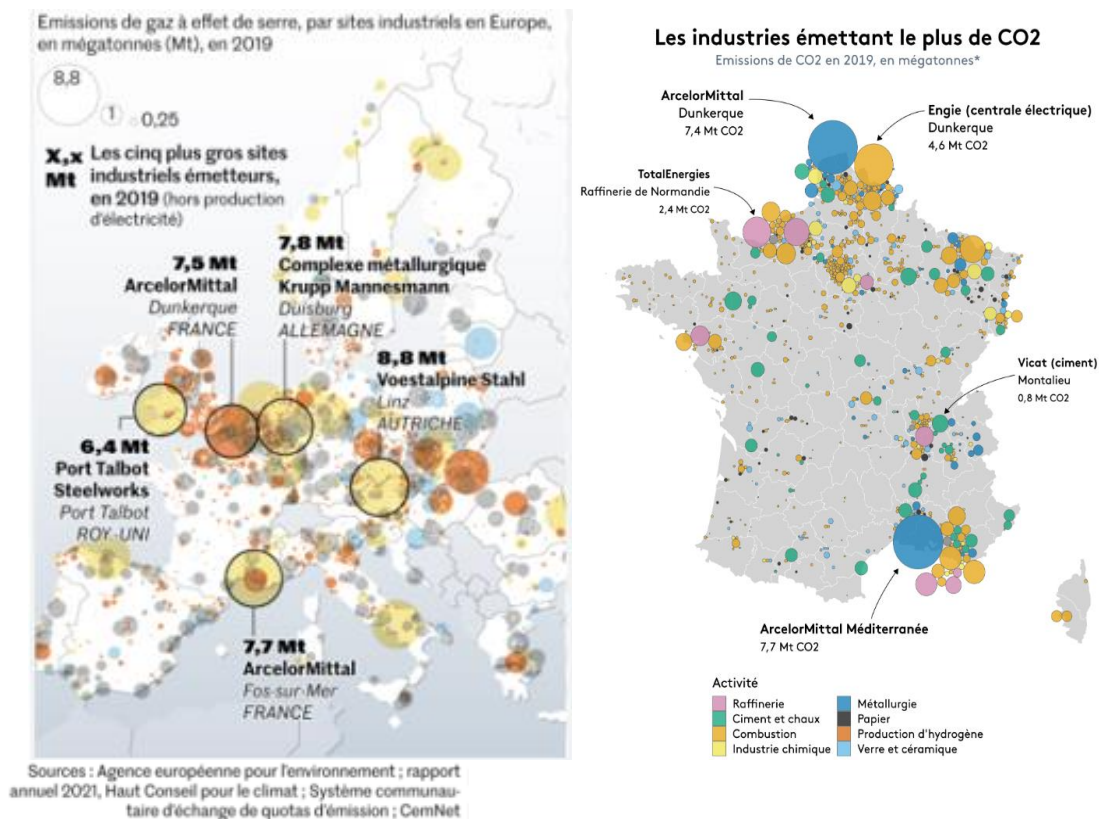 Emissions de gaz à effet de serre, par sites industriels en Europe,
en mégatonnes (Mt), en 2019
8,8
1
0,25
X,x Les cinq plus gros sites
Mt industriels émetteurs,
en 2019 (hors production
d'électricité)
7,8 Mt
Complexe métallurgique
Krupp Mannesmann
Duisburg
ALLEMAGNE
7,5 Mt
ArcelorMittal
Dunkerque
FRANCE
8,8 Mt
Voestalpine Stahl
Linz
AUTRICHE
6,4 Mt
Port Talbot
Steelworks
Port Talbot
ROY.-UNI
7,7 Mt
ArcelorMittal
Fos-sur-Mer
FRANCE
Sources : Agence européenne pour l'environnement ; rapport
annuel 2021, Haut Conseil pour le climat ; Système communau-
taire d'échange de quotas d'émission ; CemNet
Les industries émettant le plus de CO2
Emissions de CO2 en 2019, en mégatonnes*
ArcelorMittal
Dunkerque
7,4 Mt CO2
Engie (centrale électrique)
Dunkerque
4,6 Mt CO2
TotalEnergies
Raffinerie de Normandie
2,4 Mt CO2
Vicat (ciment)
Montalieu
0,8 Mt CO2
ArcelorMittal Méditerranée
7,7 Mt CO2
Activité
Raffinerie
Ciment et chaux
Combustion
Industrie chimique
Métallurgie
Papier
Production d'hydrogène
Verre et céramique